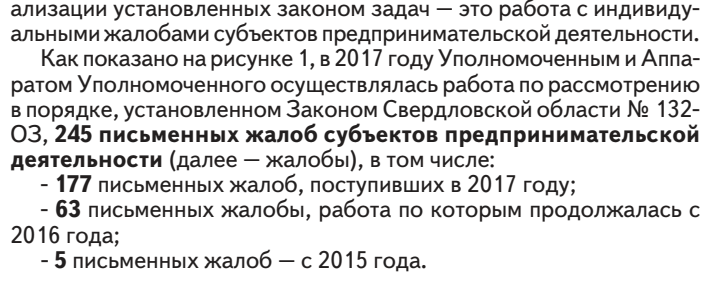 ализации установленных законом задач — это работа с индивиду-
альными жалобами субъектов предпринимательской деятельности.
Как показано на рисунке 1, в 2017 году Уполномоченным и Аппа-
ратом Уполномоченного осуществлялась работа по рассмотрению
в порядке, установленном Законом Свердловской области № 132-
ОЗ, 245 письменных жалоб субъектов предпринимательской
деятельности (далее — жалобы), в том числе:
- 177 письменных жалоб, поступивших в 2017 году;
- 63 письменных жалобы, работа по которым продолжалась с
2016 года;
- 5 письменных жалоб — с 2015 года.